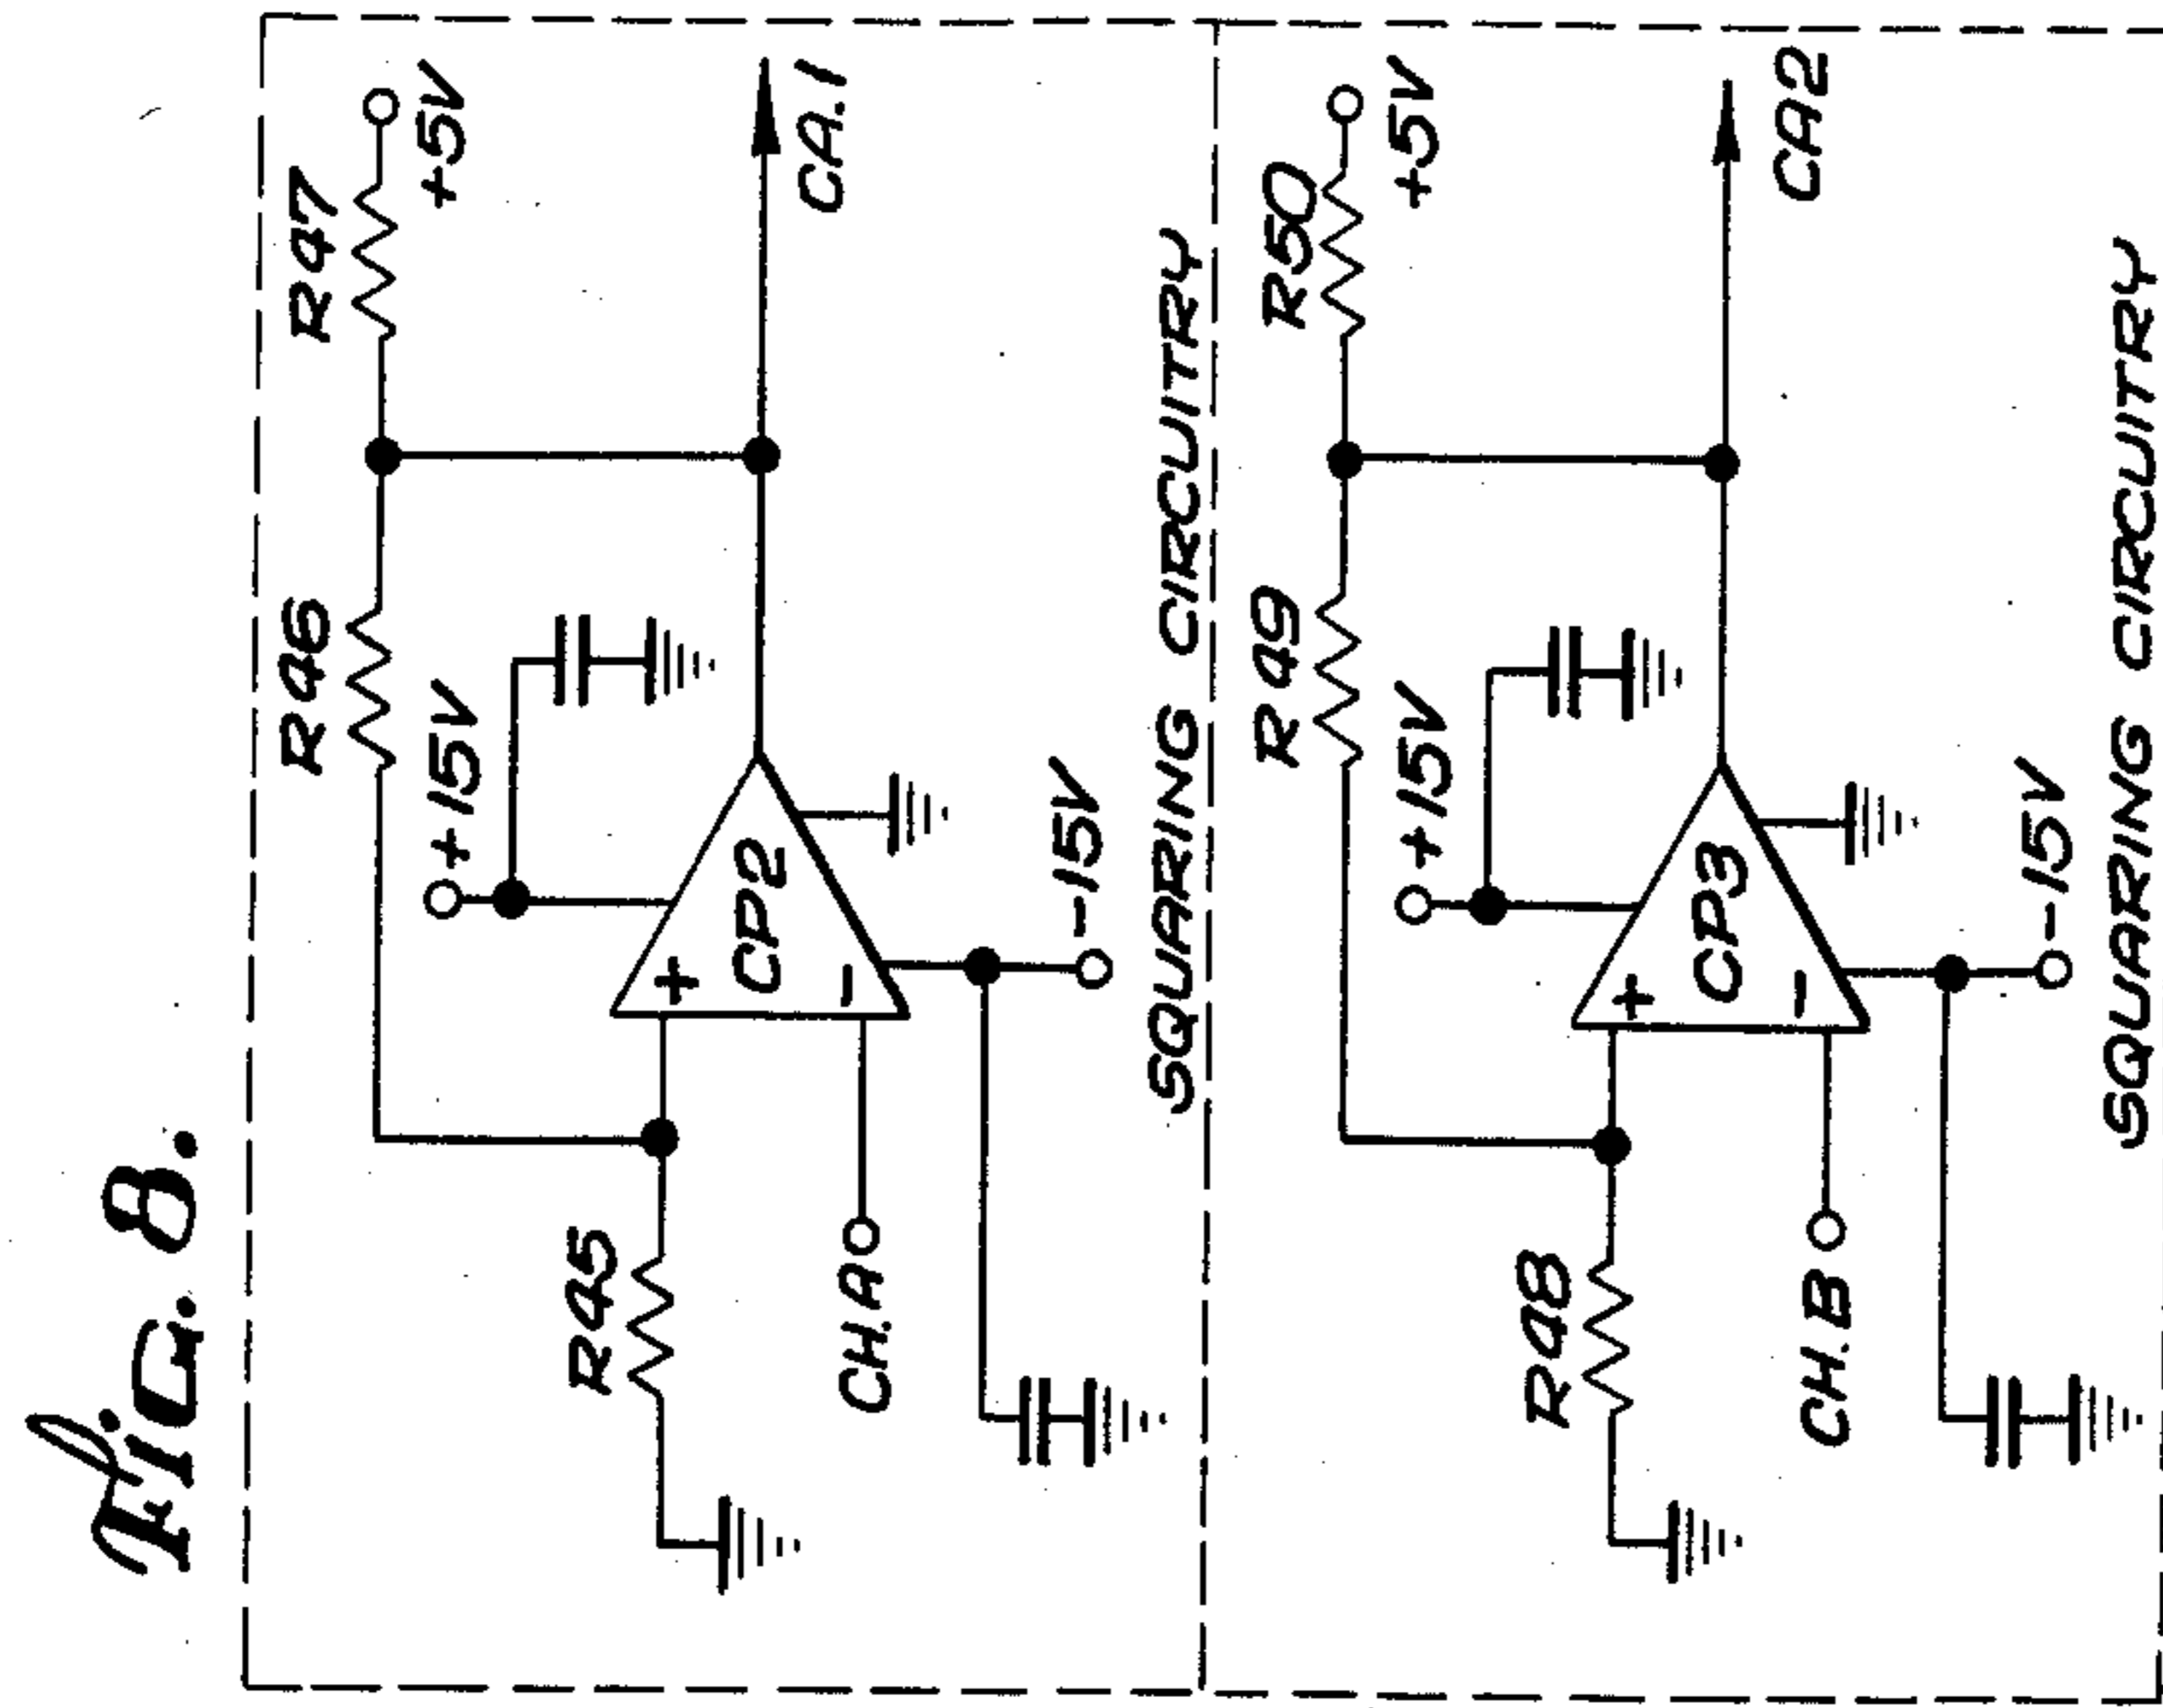 Fig. 8.
R46
R47
+5V
+15V
R45
+
CP2
-
CH.A
CA.1
-15V
SQUARING CIRCUITRY
R49
R50
+5V
+15V
R48
+
CP3
-
CH.B
CA2
-15V
SQUARING CIRCUITRY